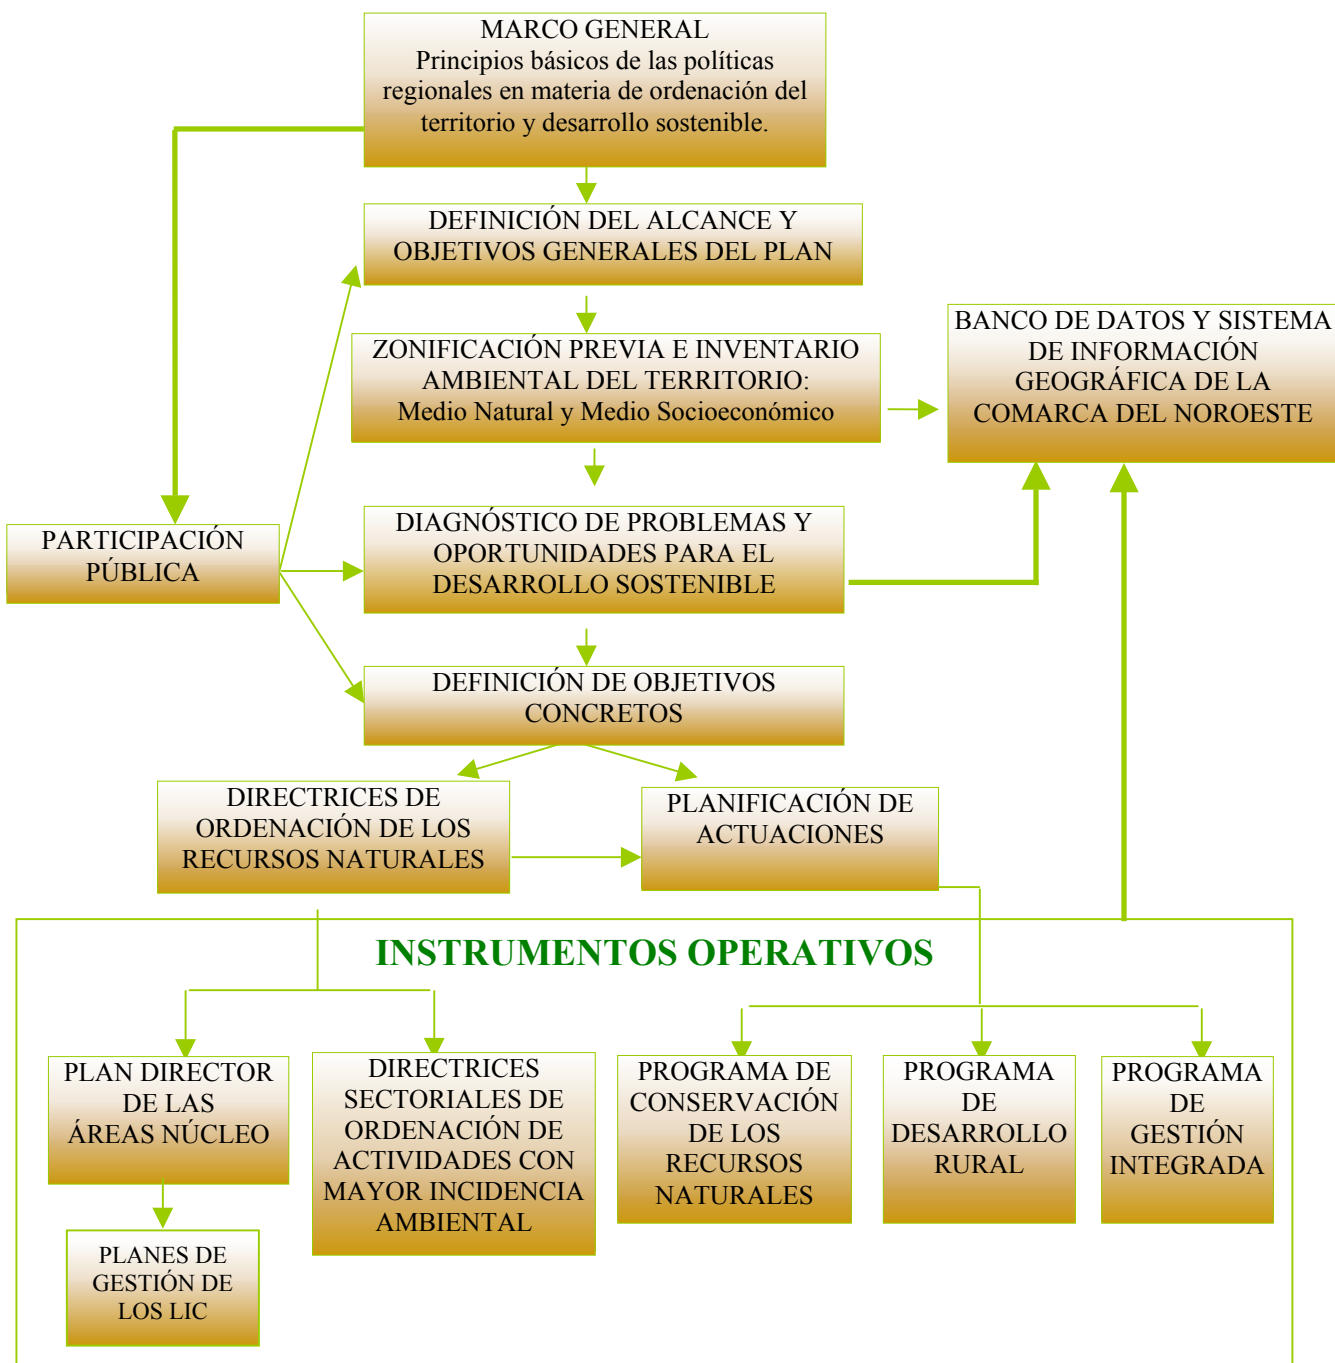 MARCO GENERAL
Principios básicos de las políticas
regionales en materia de ordenación del
territorio y desarrollo sostenible.
DEFINICIÓN DEL ALCANCE Y
OBJETIVOS GENERALES DEL PLAN
ZONIFICACIÓN PREVIA E INVENTARIO
AMBIENTAL DEL TERRITORIO:
Medio Natural y Medio Socioeconómico
BANCO DE DATOS Y SISTEMA
DE INFORMACIÓN
GEOGRÁFICA DE LA
COMARCA DEL NOROESTE
PARTICIPACIÓN
PÚBLICA
DIAGNÓSTICO DE PROBLEMAS Y
OPORTUNIDADES PARA EL
DESARROLLO SOSTENIBLE
DEFINICIÓN DE OBJETIVOS
CONCRETOS
DIRECTRICES DE
ORDENACIÓN DE LOS
RECURSOS NATURALES
PLANIFICACIÓN DE
ACTUACIONES
INSTRUMENTOS OPERATIVOS
PLAN DIRECTOR
DE LAS
ÁREAS NÚCLEO
DIRECTRICES
SECTORIALES DE
ORDENACIÓN DE
ACTIVIDADES CON
MAYOR INCIDENCIA
AMBIENTAL
PROGRAMA DE
CONSERVACIÓN
DE LOS
RECURSOS
NATURALES
PROGRAMA
DE
DESARROLLO
RURAL
PROGRAMA
DE
GESTIÓN
INTEGRADA
PLANES DE
GESTIÓN DE
LOS LIC